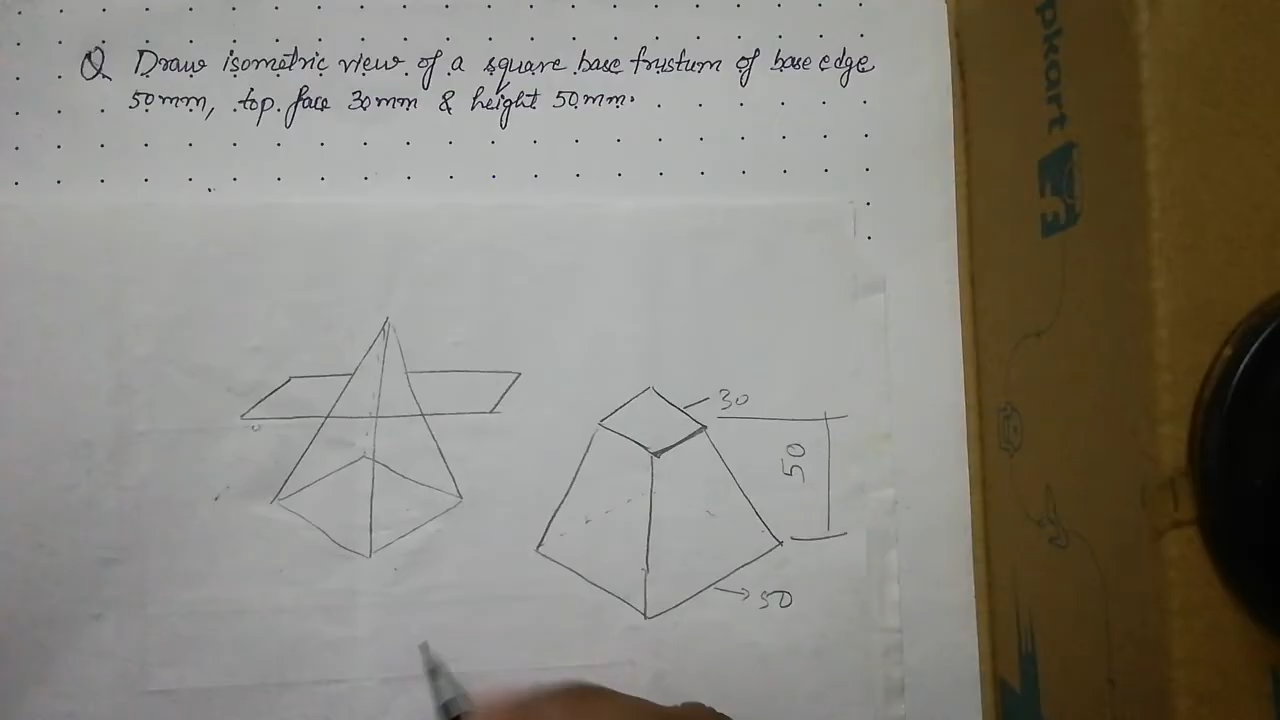 Q Draw isometric view of a square base frustum of base edge
50mm, top face 30mm & height 50mm.
30
50
50
pkart